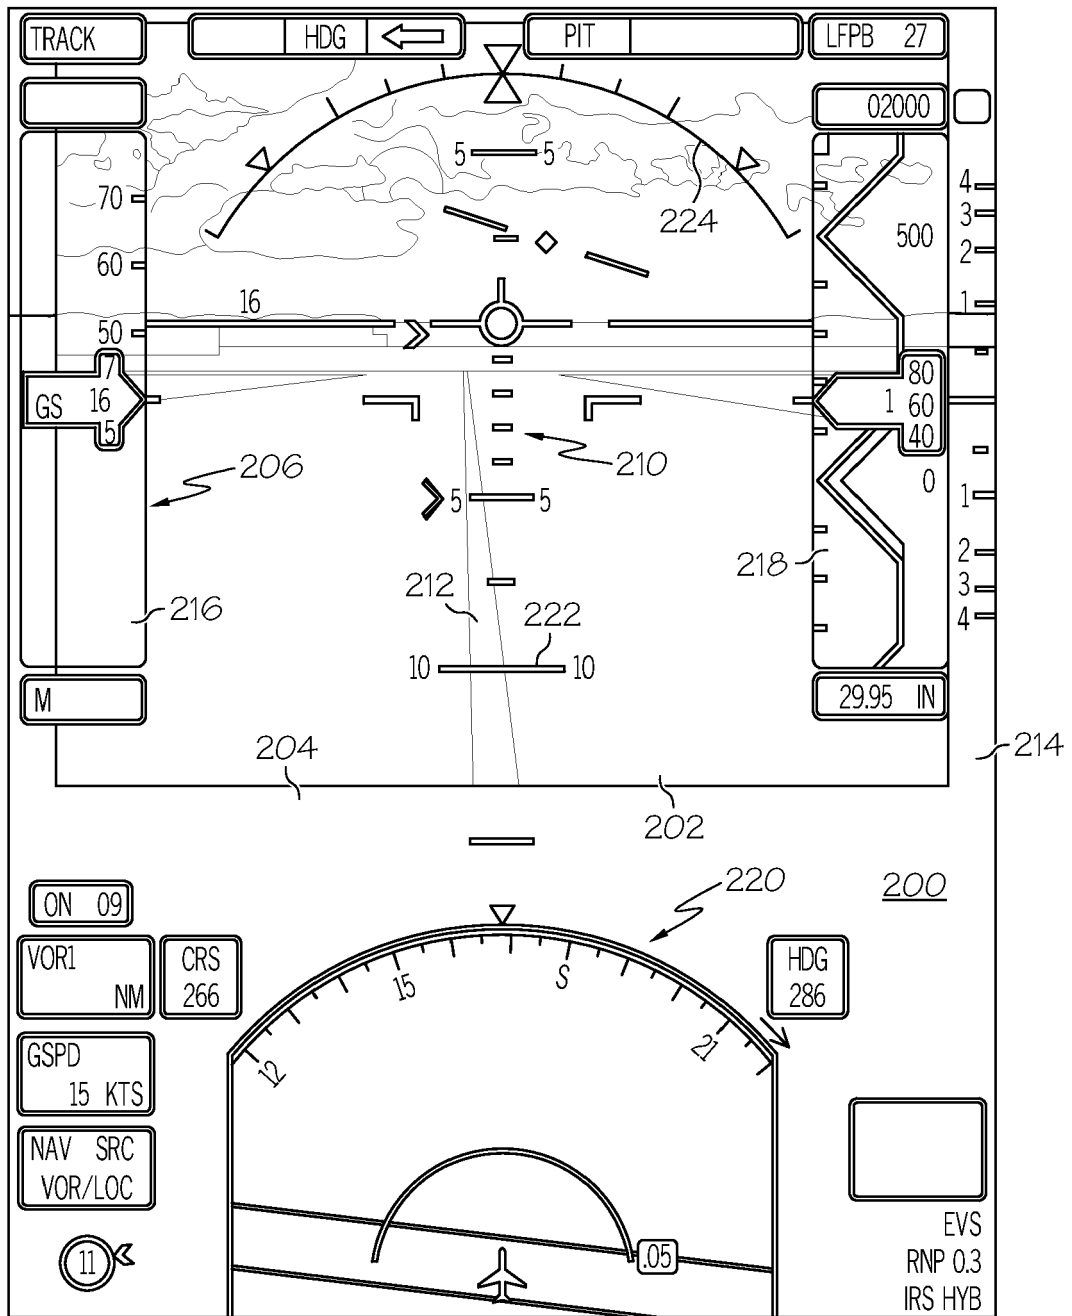 TRACK
HDG
PIT
LFPB 27
02000
5 5
224
70
60
50
16
500
4
3
2
1
7
GS 16
5
80
1 60
40
206
210
5 5
0
1
2
3
4
218
212
222
216
10 10
M
29.95 IN
204
202
214
ON 09
220
200
VOR1
NM
CRS
266
HDG
286
15
S
12
21
GSPD
15 KTS
NAV SRC
VOR/LOC
11
.05
EVS
RNP 0.3
IRS HYB